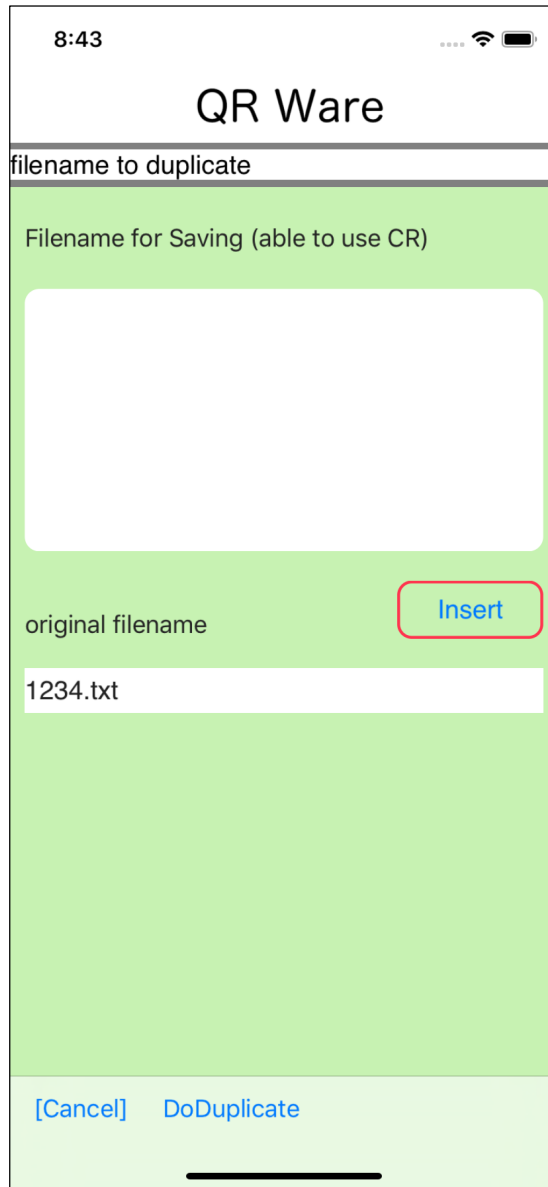 8:43
QR Ware
filename to duplicate
Filename for Saving (able to use CR)
Insert
original filename
1234.txt
[Cancel] DoDuplicate